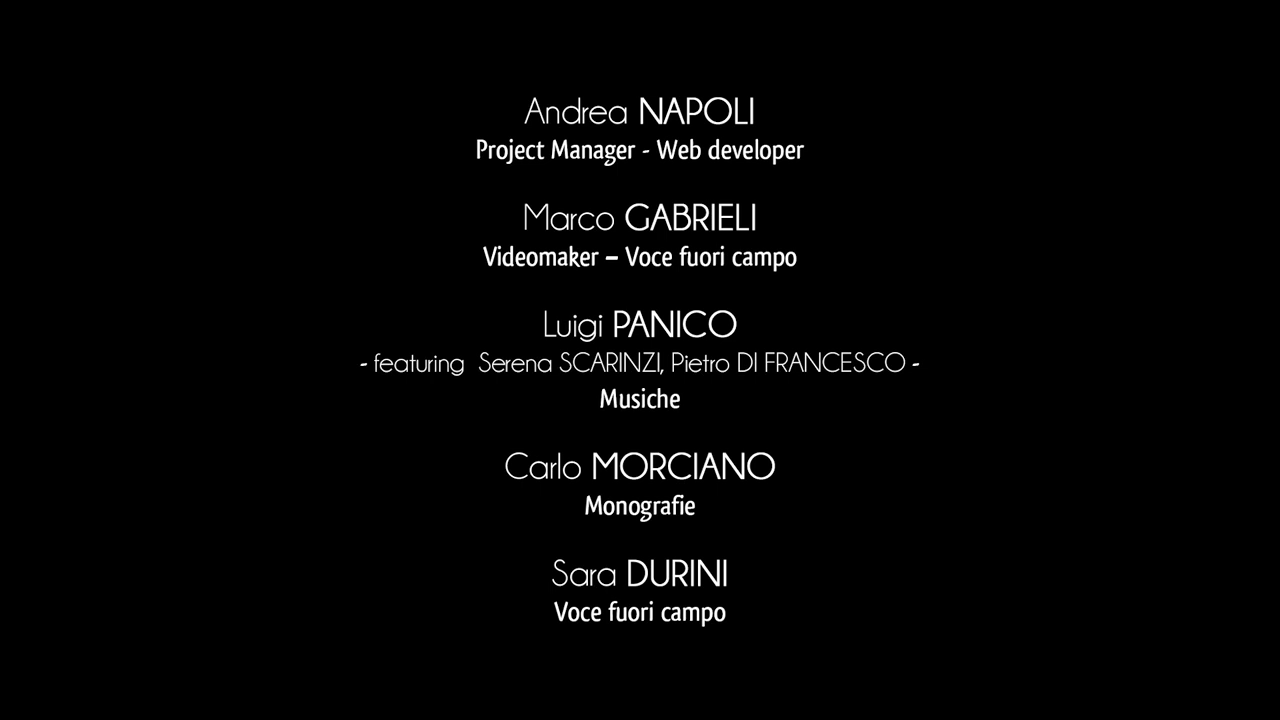 Andrea NAPOLI
Project Manager - Web developer
Marco GABRIELI
Videomaker – Voce fuori campo
Luigi PANICO
- featuring Serena SCARINZI, Pietro DI FRANCESCO -
Musiche
Carlo MORCIANO
Monografie
Sara DURINI
Voce fuori campo